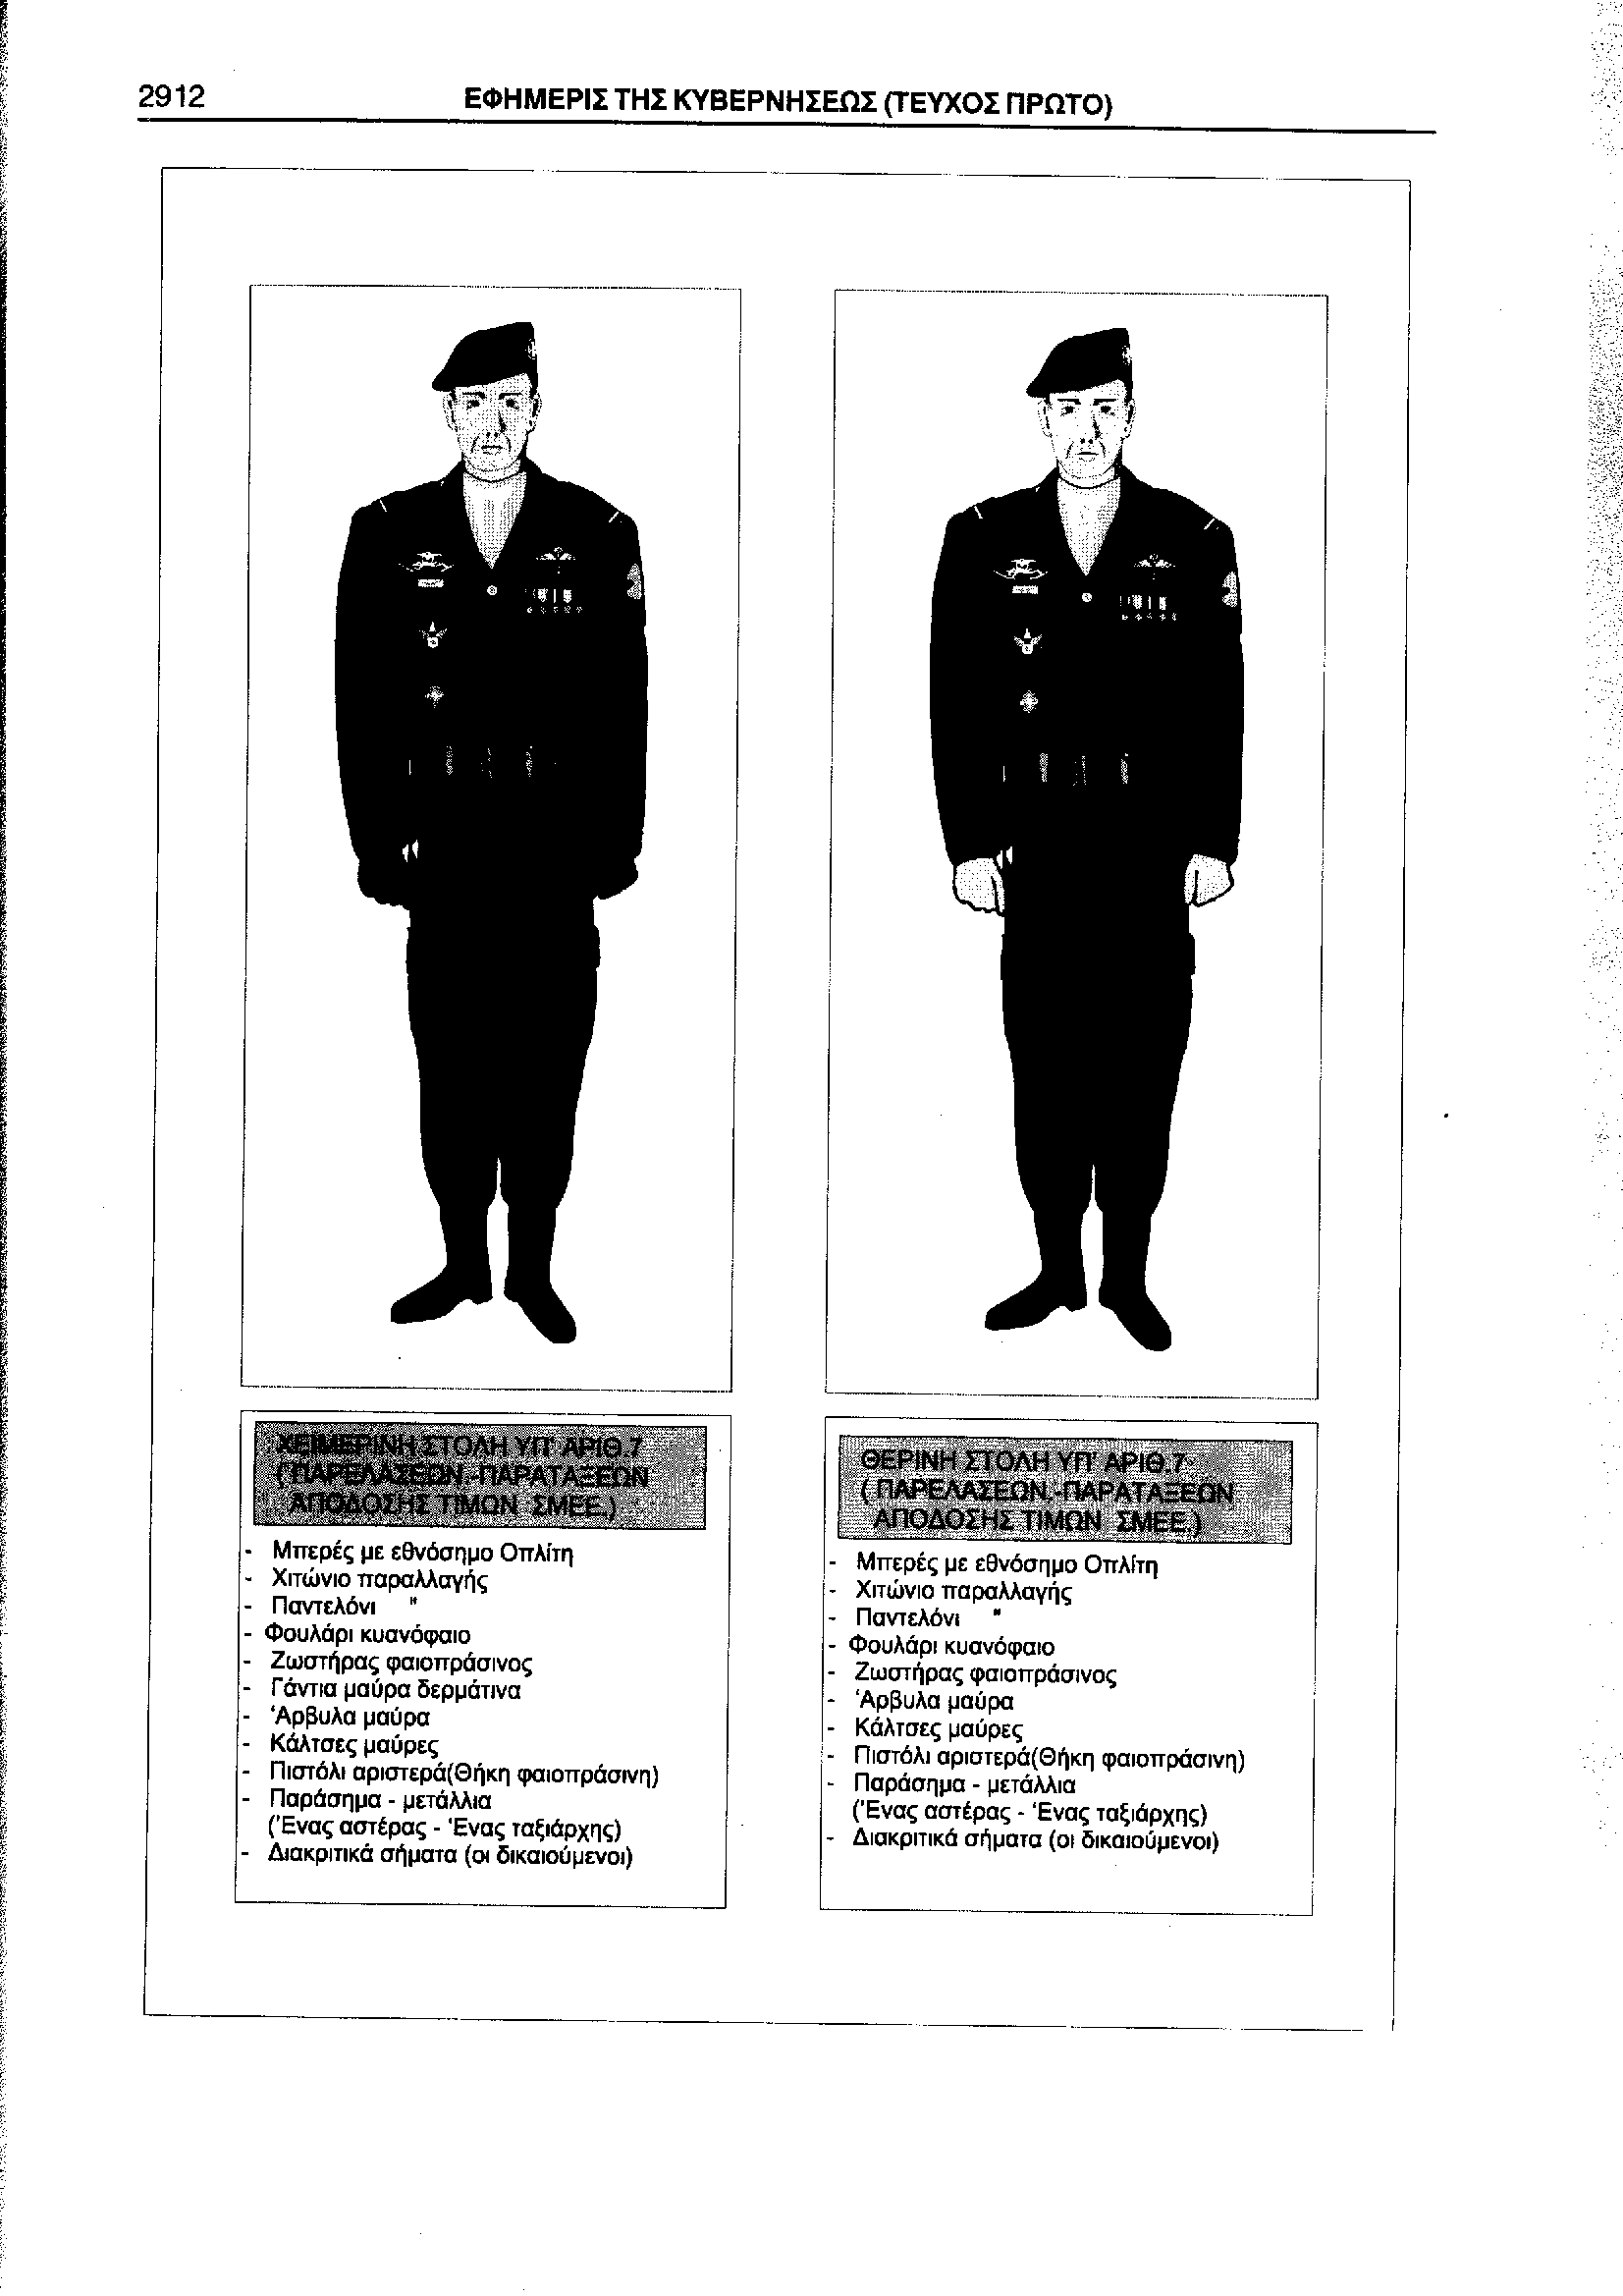 2912
ΕΦΗΜΕΡΙΣ ΤΗΣ ΚΥΒΕΡΝΗΣΕΩΣ (ΤΕΥΧΟΣ ΠΡΩΤΟ)
ΧΕΙΜΕΡΙΝΗ ΣΤΟΛΗ ΥΠ' ΑΡΙΘ.7
( ΠΑΡΕΛΑΣΕΩΝ.-ΠΑΡΑΤΑΞΕΩΝ
ΑΠΟΔΟΣΗΣ ΤΙΜΩΝ ΣΜΕΕ.)
- Μπερές με εθνόσημο Οπλίτη
- Χιτώνιο παραλλαγής
- Παντελόνι "
- Φουλάρι κυανόφαιο
- Ζωστήρας φαιοπράσινος
- Γάντια μαύρα δερμάτινα
- 'Αρβυλα μαύρα
- Κάλτσες μαύρες
- Πιστόλι αριστερά(Θήκη φαιοπράσινη)
- Παράσημα - μετάλλια
('Ενας αστέρας - 'Ενας ταξιάρχης)
- Διακριτικά σήματα (οι δικαιούμενοι)
ΘΕΡΙΝΗ ΣΤΟΛΗ ΥΠ' ΑΡΙΘ.7
( ΠΑΡΕΛΑΣΕΩΝ.-ΠΑΡΑΤΑΞΕΩΝ
ΑΠΟΔΟΣΗΣ ΤΙΜΩΝ ΣΜΕΕ.)
- Μπερές με εθνόσημο Οπλίτη
- Χιτώνιο παραλλαγής
- Παντελόνι "
- Φουλάρι κυανόφαιο
- Ζωστήρας φαιοπράσινος
- 'Αρβυλα μαύρα
- Κάλτσες μαύρες
- Πιστόλι αριστερά(Θήκη φαιοπράσινη)
- Παράσημα - μετάλλια
('Ενας αστέρας - 'Ενας ταξιάρχης)
- Διακριτικά σήματα (οι δικαιούμενοι)